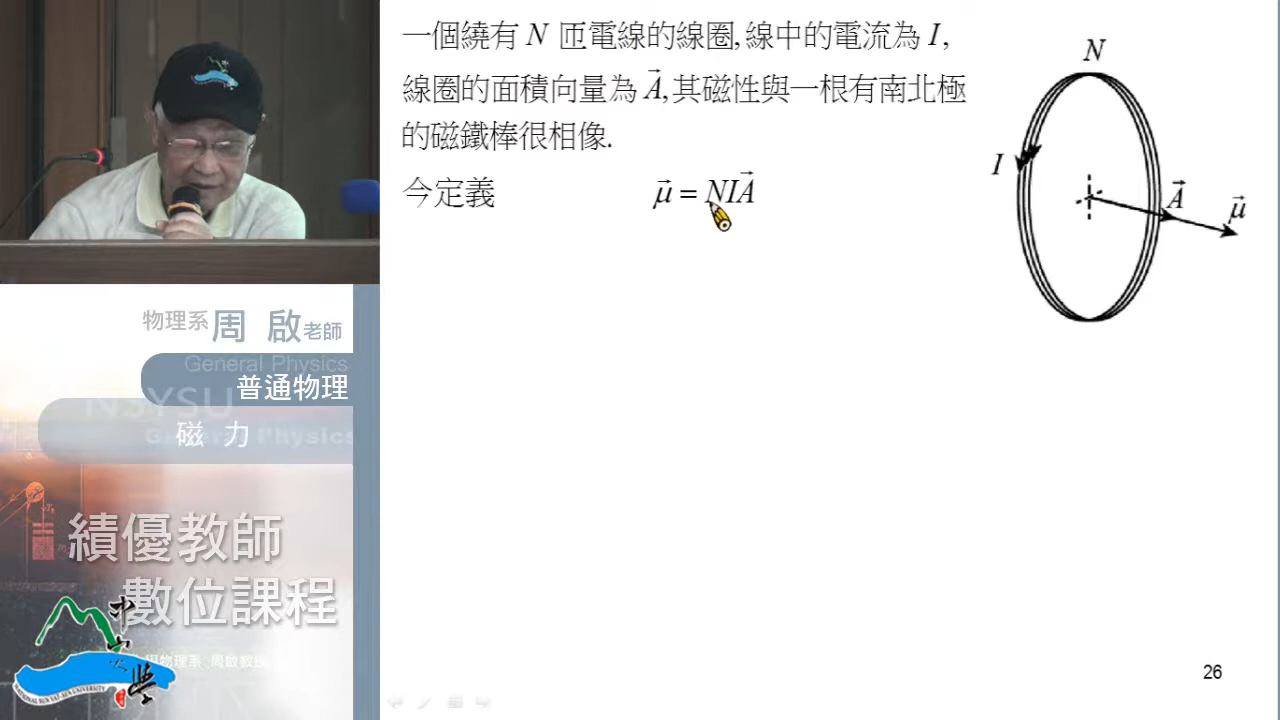 一個繞有 N 匝電線的線圈, 線中的電流為 I,
線圈的面積向量為 A⃗, 其磁性與一根有南北極
的磁鐵棒很相像.
今定義 μ⃗ = NIA⃗
N
I
A⃗
μ⃗
物理系 周 啟 老師
General Physics
普通物理
NSYSU
磁 力
General Physics
績優教師
數位課程
26